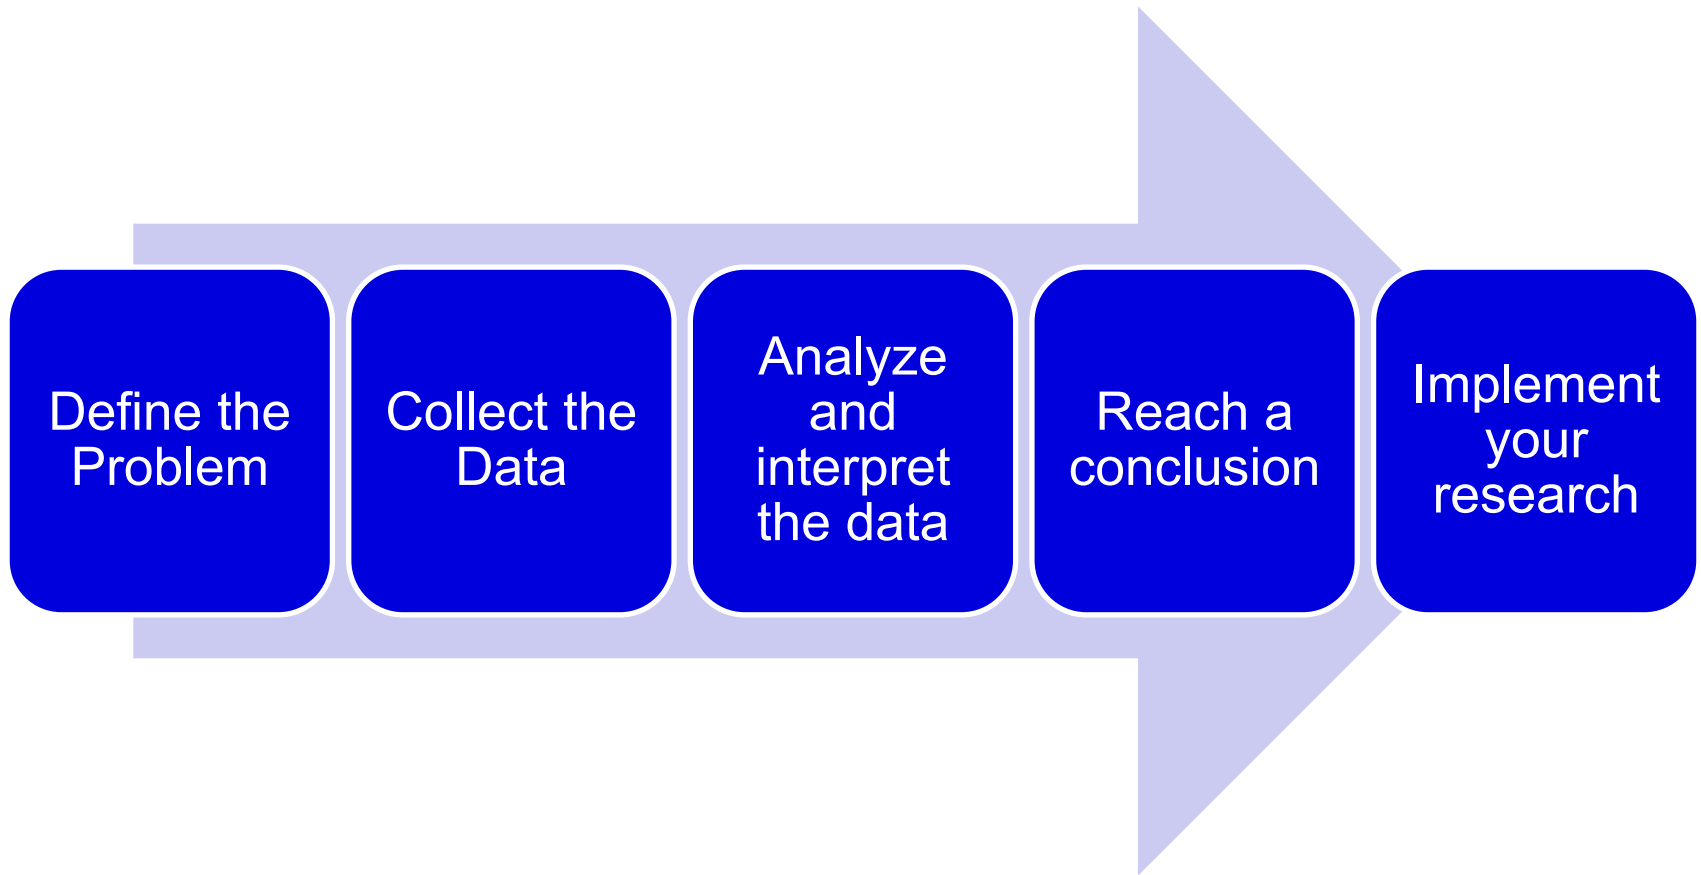 Define the
Problem
Collect the
Data
Analyze
and
interpret
the data
Reach a
conclusion
Implement
your
research